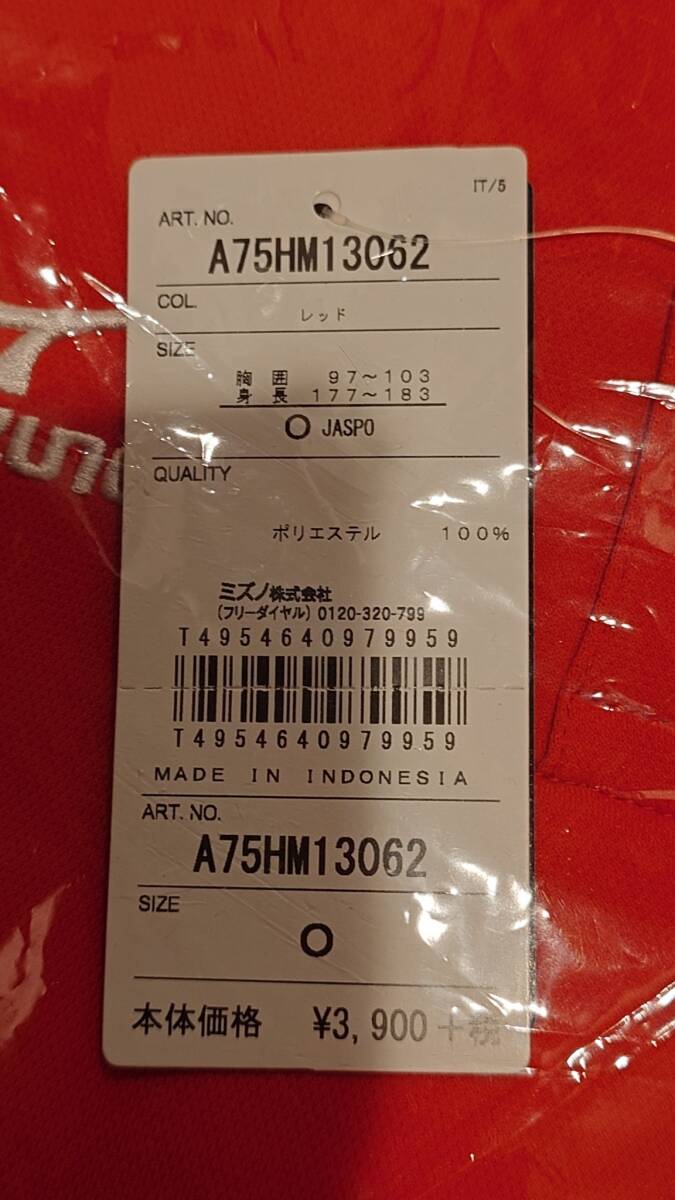 IT/5
ART. NO.
A75HM13062
COL.
レッド
SIZE
胸囲 97〜103
身長 177〜183
O JASPO
QUALITY
ポリエステル 100%
ミズノ株式会社
(フリーダイヤル) 0120-320-799
T4954640979959
T4954640979959
MADE IN INDONESIA
ART. NO.
A75HM13062
SIZE
O
本体価格 ¥3,900+税